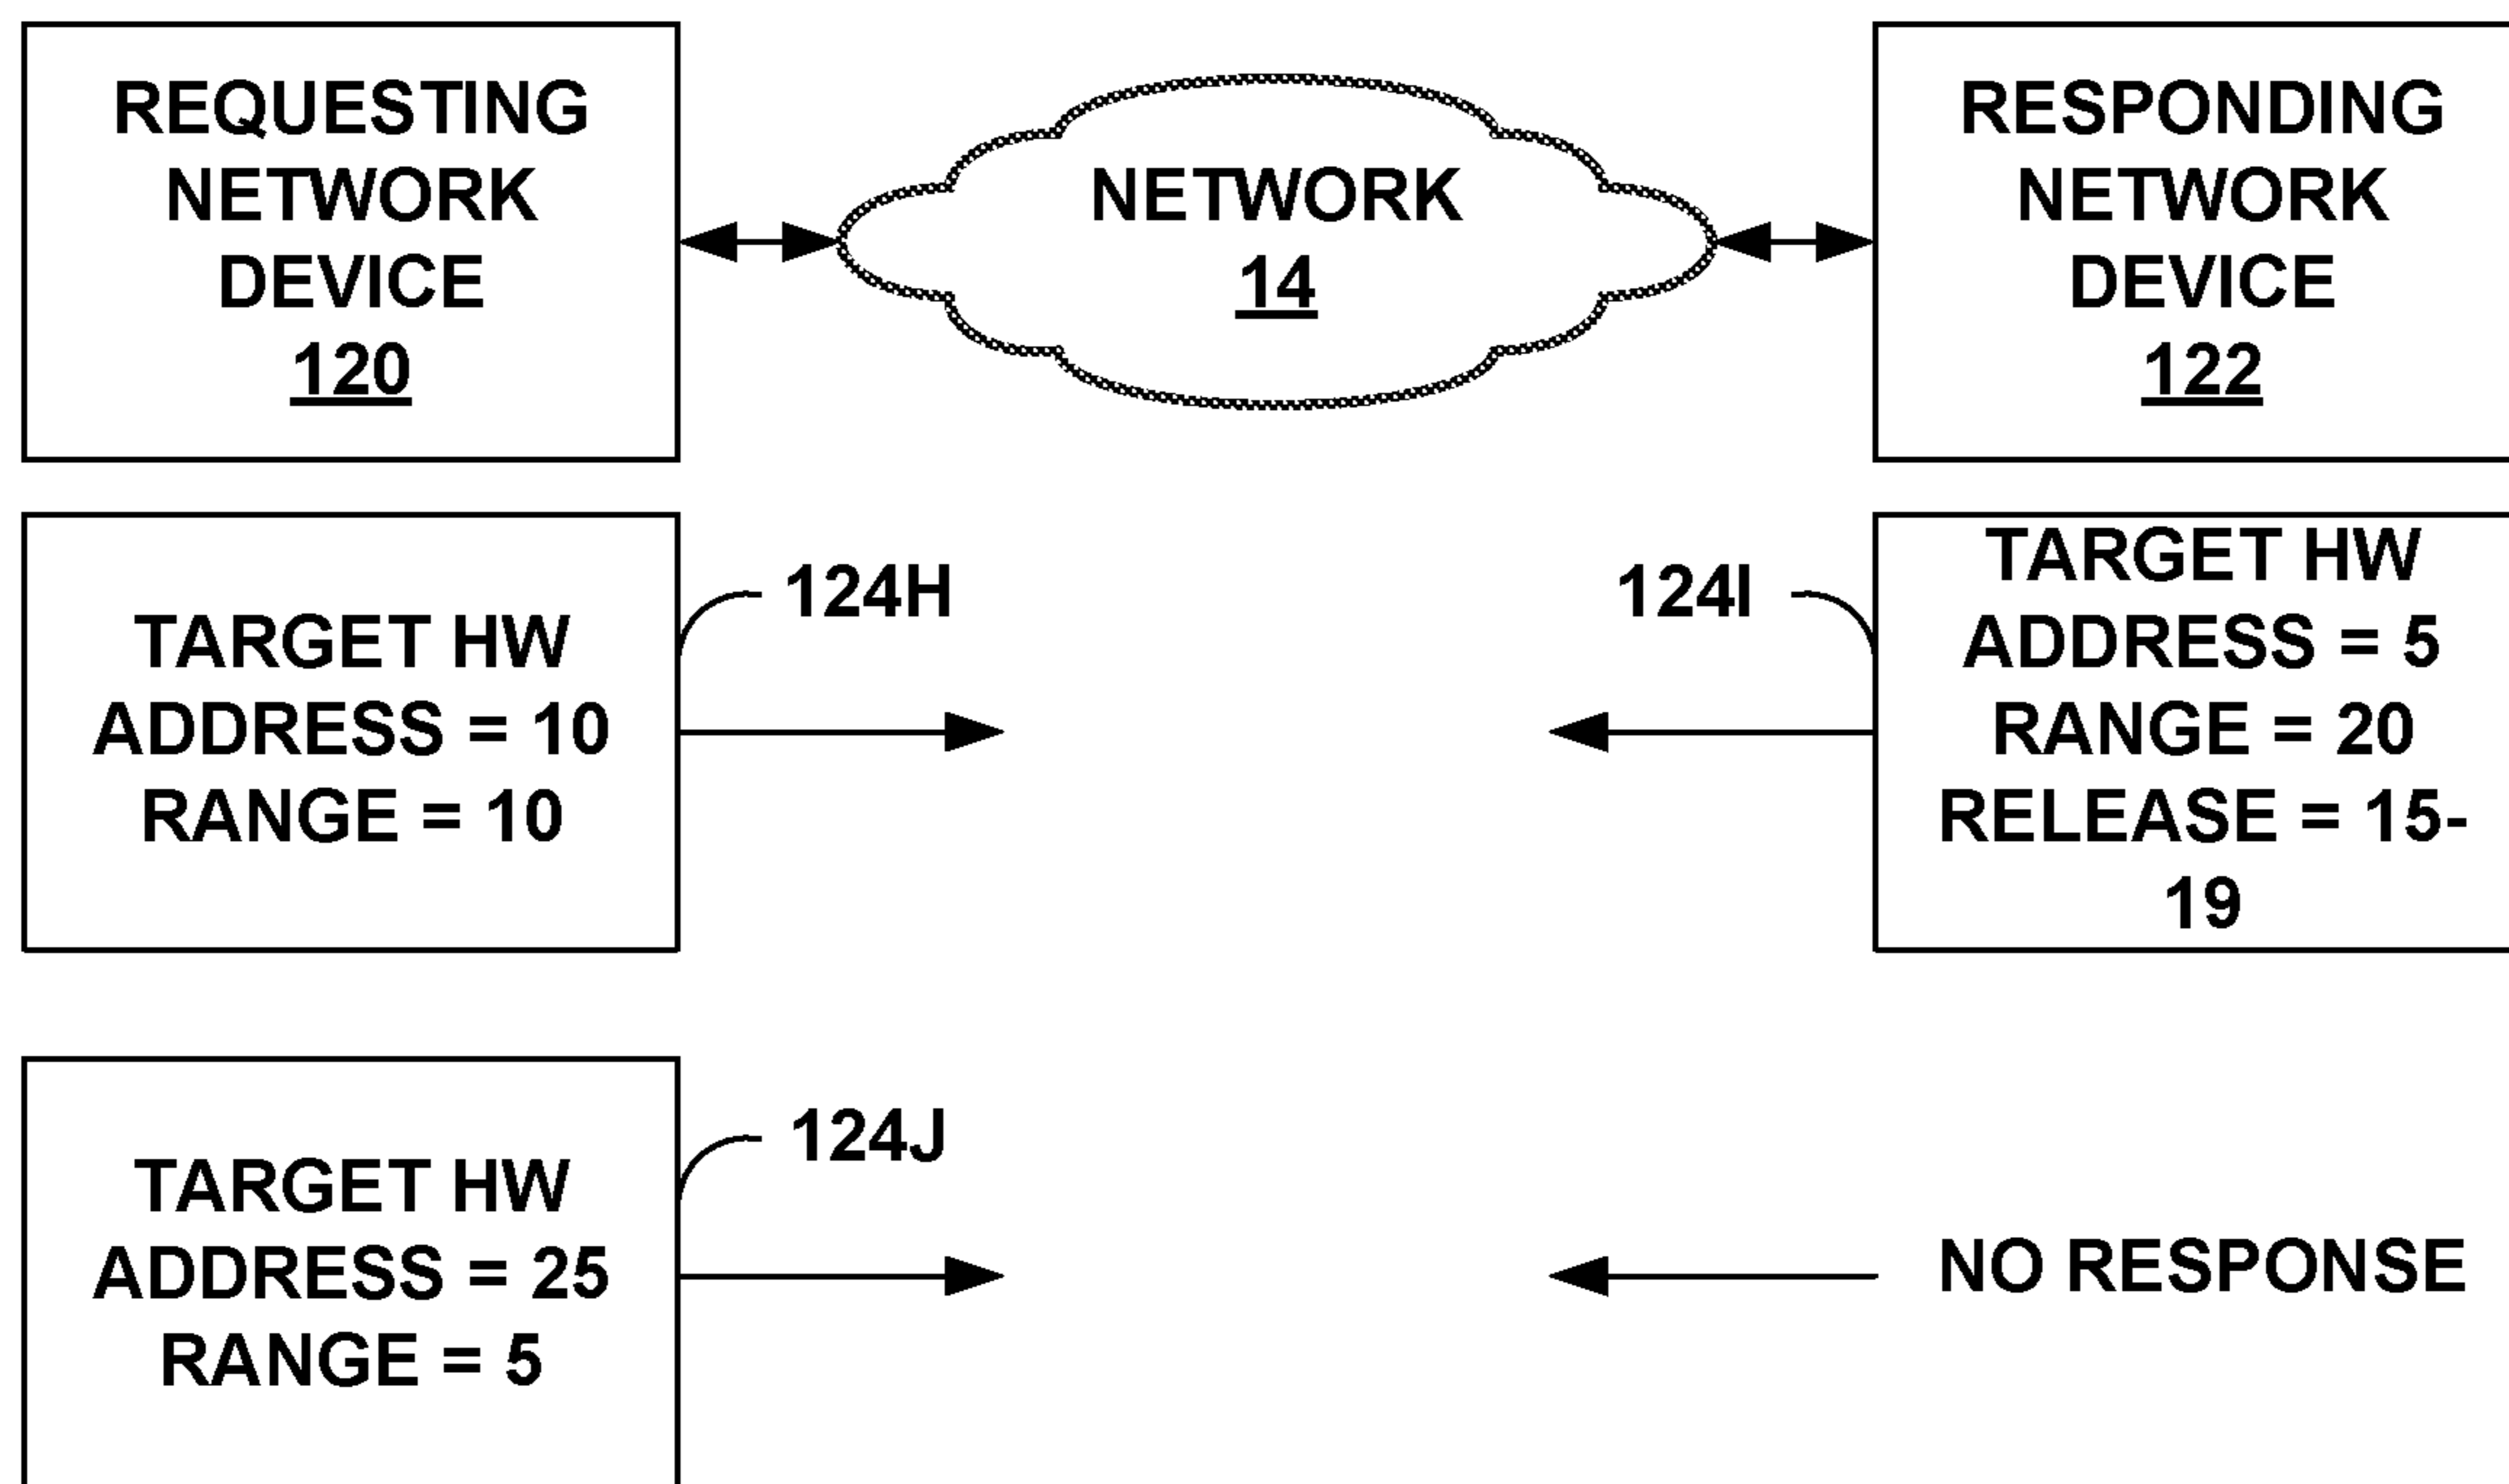 REQUESTING
NETWORK
DEVICE
120
NETWORK
14
RESPONDING
NETWORK
DEVICE
122
TARGET HW
ADDRESS = 10
RANGE = 10
124H
124I
TARGET HW
ADDRESS = 5
RANGE = 20
RELEASE = 15-
19
TARGET HW
ADDRESS = 25
RANGE = 5
124J
NO RESPONSE